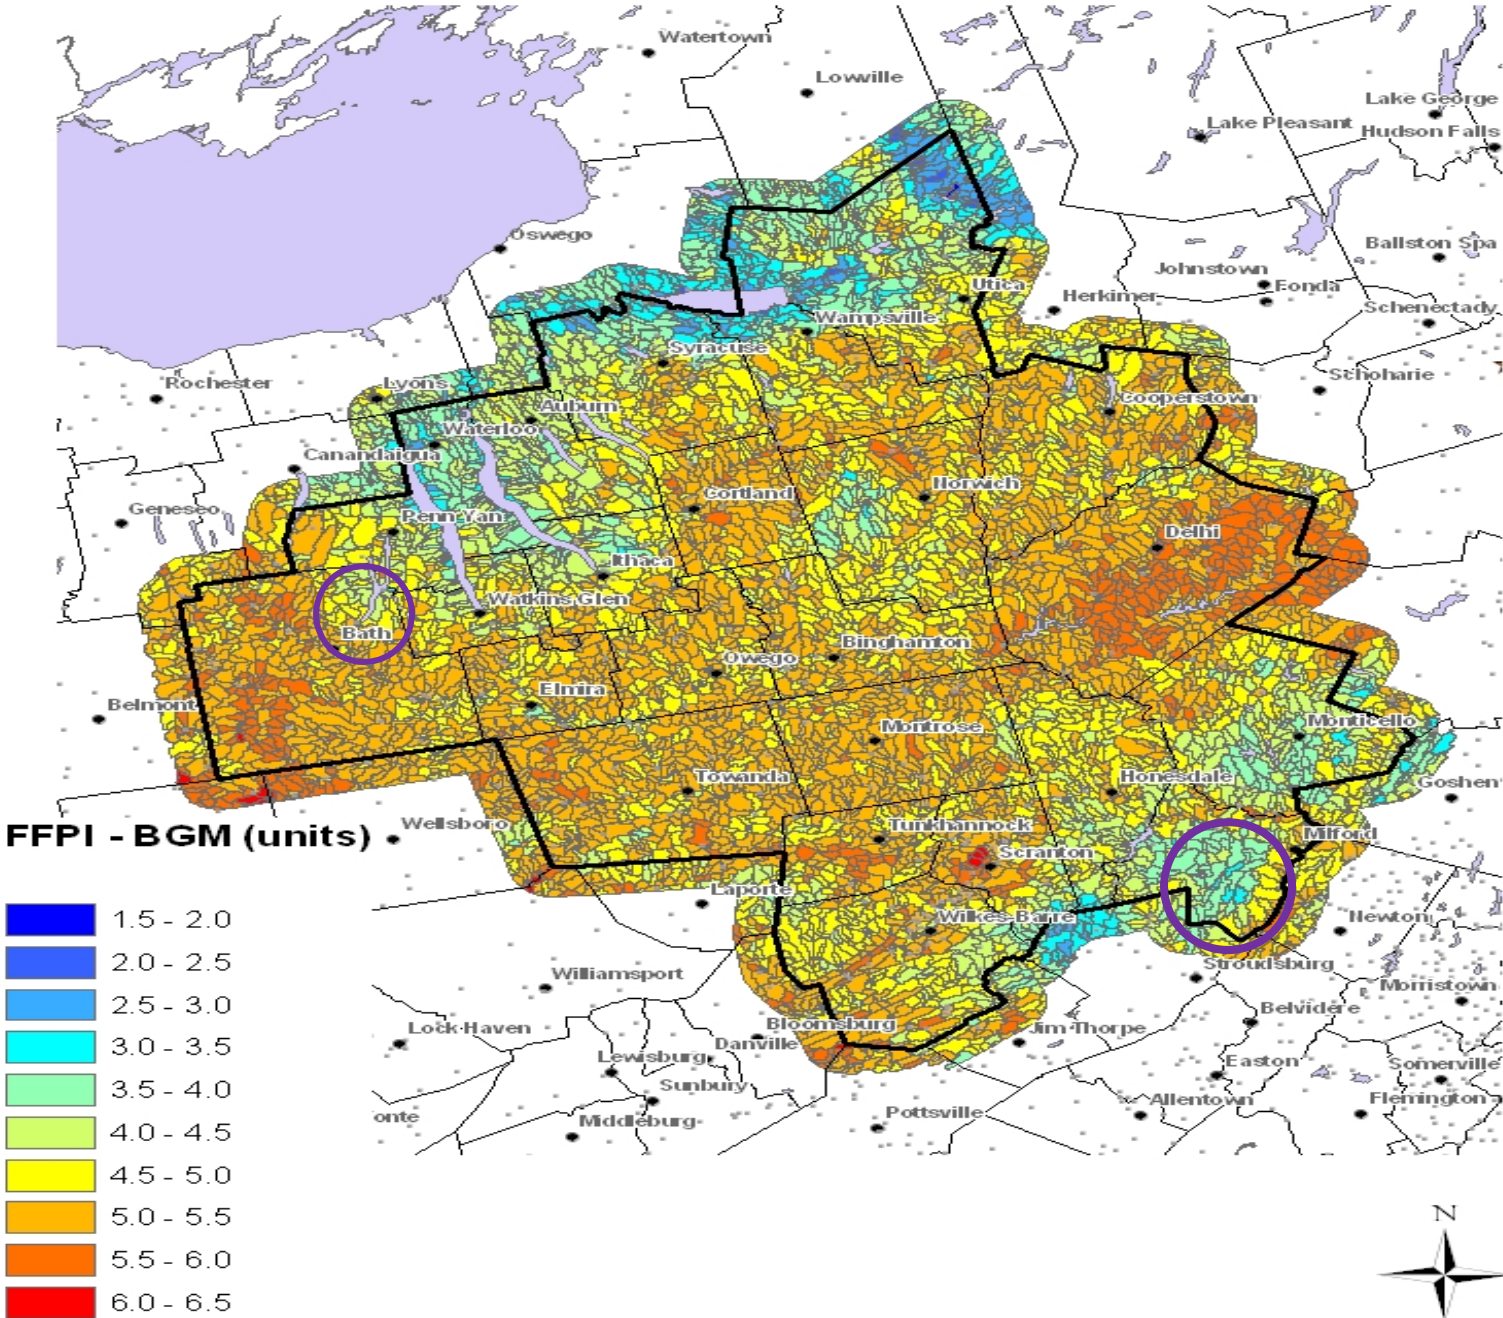 Watertown
Lowville
Lake George
Lake Pleasant
Hudson Falls
Oswego
Ballston Spa
Johnstown
Utica
Fonda
Herkimer
Schenectady
Wampsville
Syracuse
Schoharie
Rochester
Lyons
Cooperstown
Auburn
Waterloo
Canandaigua
Norwich
Cortland
Geneseo
Penn Yan
Delhi
Ithaca
Watkins Glen
Bath
Binghamton
Owego
Elmira
Belmont
Monticello
Montrose
Towanda
Honesdale
Goshen
Wellsboro
Tunkhannock
Milford
FFPI - BGM (units)
Scranton
Laporte
Wilkes-Barre
Newton
1.5 - 2.0
2.0 - 2.5
Stroudsburg
Williamsport
Morristown
2.5 - 3.0
Belvidere
Bloomsburg
Lock Haven
Jim Thorpe
3.0 - 3.5
Danville
Lewisburg
Easton
Somerville
Sunbury
3.5 - 4.0
Allentown
Flemington
onte
Pottsville
Middleburg
4.0 - 4.5
4.5 - 5.0
5.0 - 5.5
N
5.5 - 6.0
6.0 - 6.5